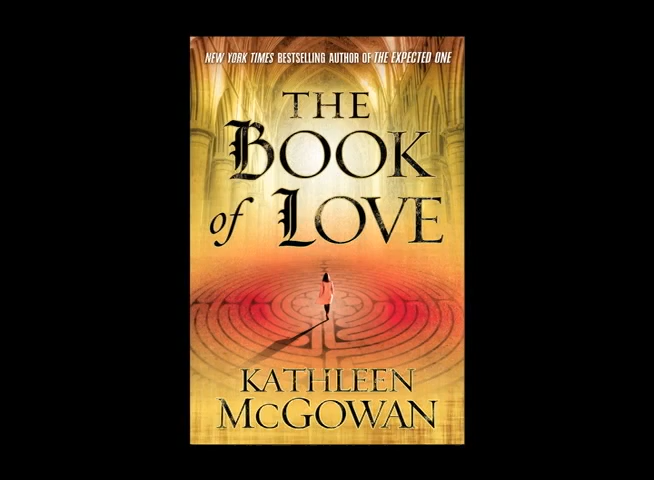 NEW YORK TIMES BESTSELLING AUTHOR OF THE EXPECTED ONE
THE
BOOK
of LOVE
KATHLEEN
McGOWAN